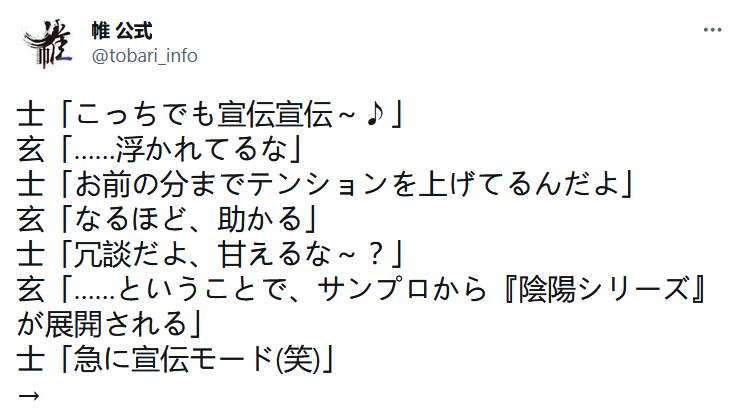 帷 公式
@tobari_info
士「こっちでも宣伝宣伝～♪」
玄「……浮かれてるな」
士「お前の分までテンションを上げてるんだよ」
玄「なるほど、助かる」
士「冗談だよ、甘えるな～？」
玄「……ということで、サンプロから『陰陽シリーズ』
が展開される」
士「急に宣伝モード(笑)」
→